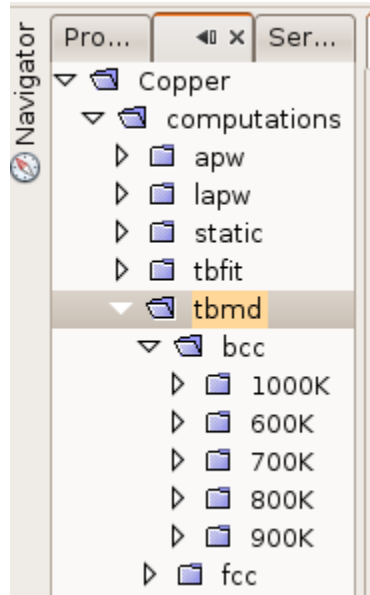 Navigator
Pro... Ser...
Copper
computations
apw
lapw
static
tbfit
tbmd
bcc
1000K
600K
700K
800K
900K
fcc